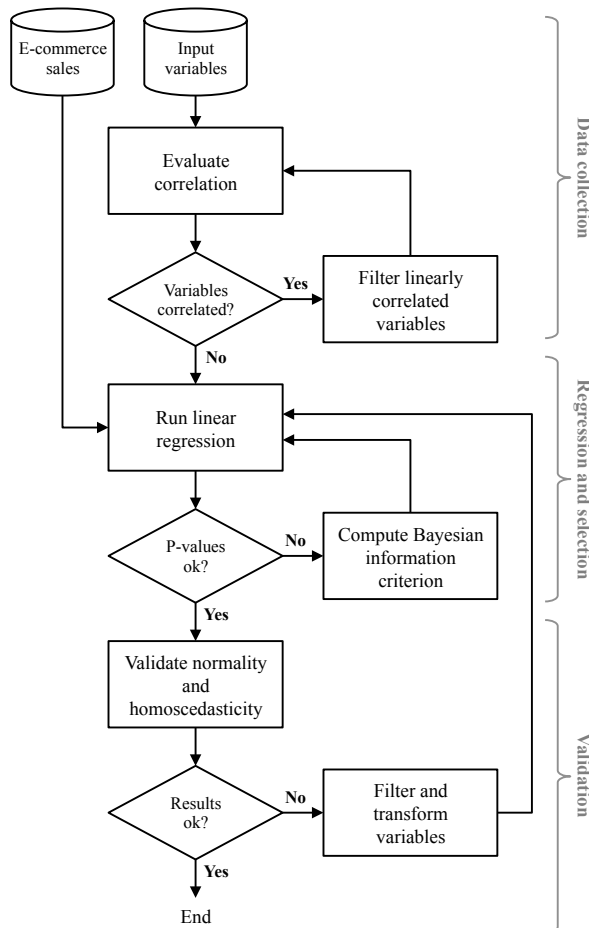 E-commerce
sales
Input
variables
Evaluate
correlation
Variables
correlated?
Yes
Filter linearly
correlated
variables
No
Data collection
Run linear
regression
P-values
ok?
No
Compute Bayesian
information
criterion
Yes
Regression and selection
Validate normality
and
homoscedasticity
Results
ok?
No
Filter and
transform
variables
Yes
End
Validation